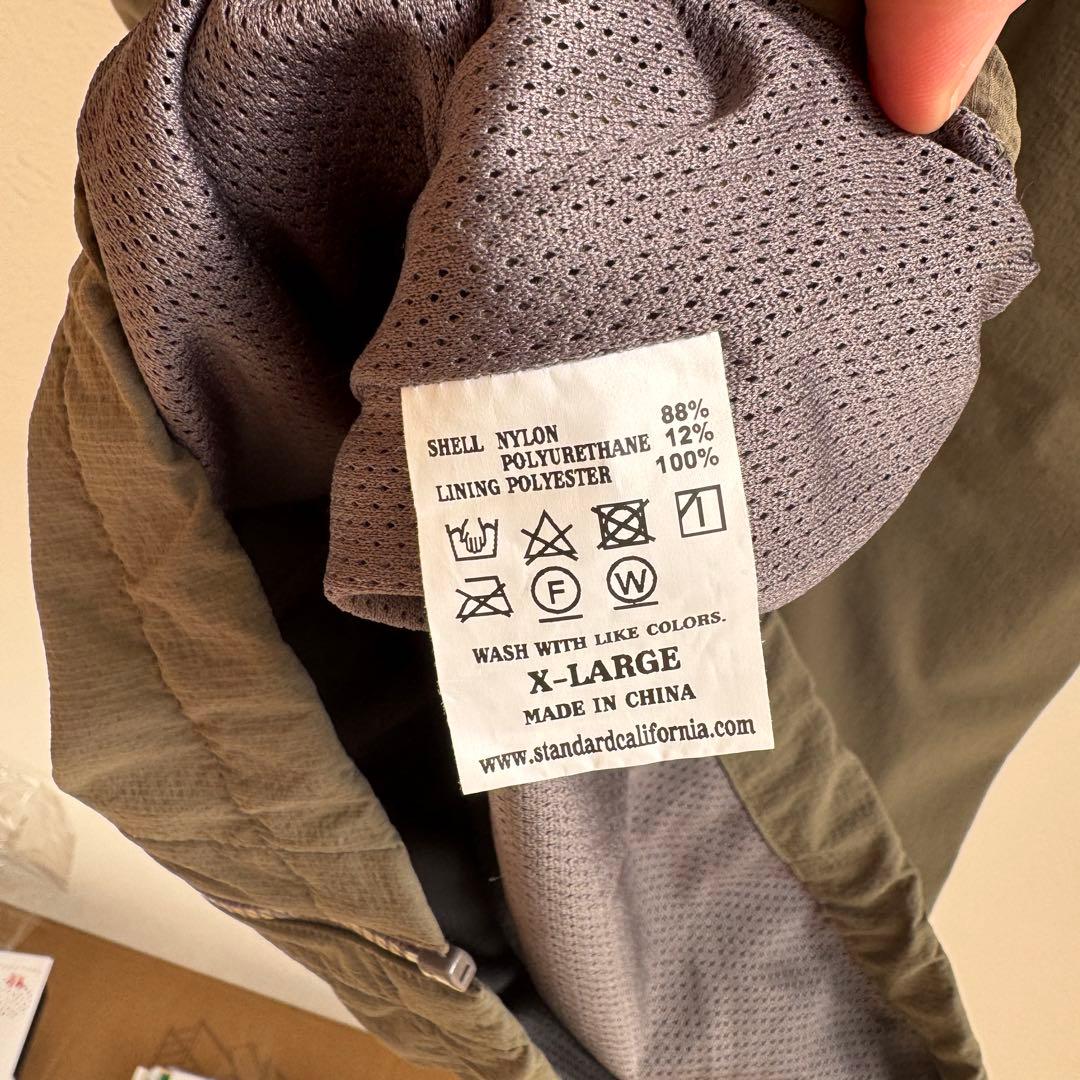 SHELL NYLON 88%
POLYURETHANE 12%
LINING POLYESTER 100%
F W
WASH WITH LIKE COLORS.
X-LARGE
MADE IN CHINA
www.standardcalifornia.com